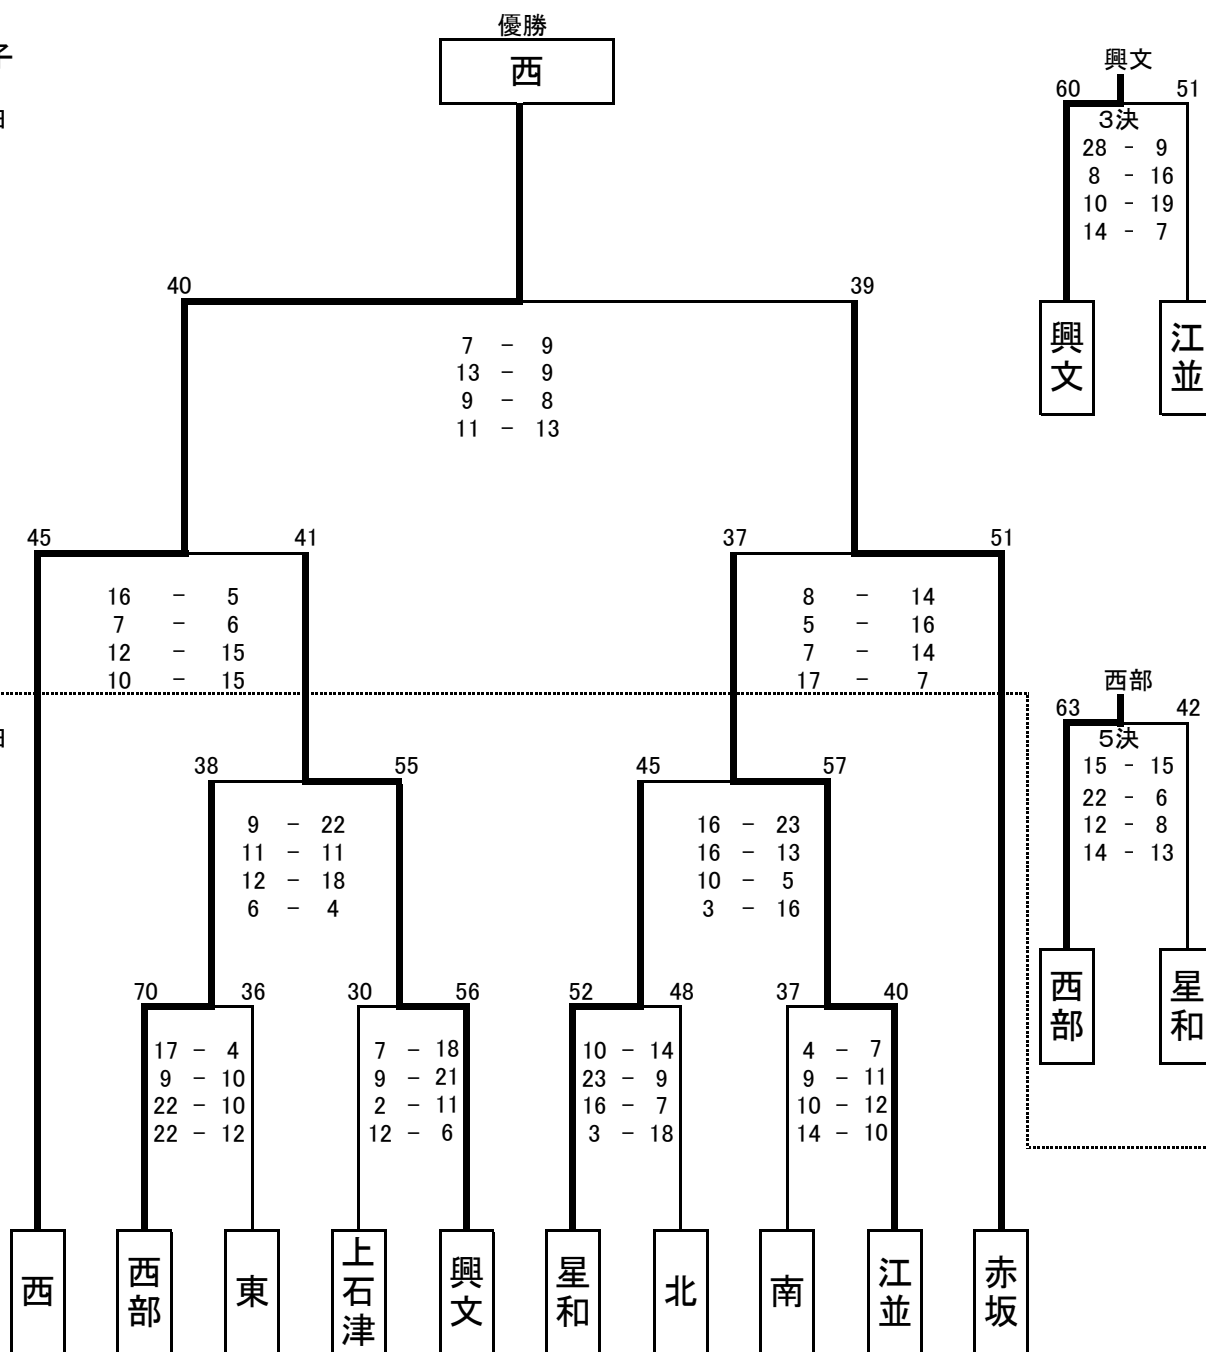 優勝
西
子
日
興文
60 51
3決
28 - 9
8 - 16
10 - 19
14 - 7
興文
江並
40 39
7 － 9
13 － 9
9 － 8
11 － 13
45 41 37 51
16 － 5
7 － 6
12 － 15
10 － 15
8 － 14
5 － 16
7 － 14
17 － 7
日
西部
63 42
5決
15 - 15
22 - 6
12 - 8
14 - 13
西部
星和
38 55 45 57
9 － 22
11 － 11
12 － 18
6 － 4
16 － 23
16 － 13
10 － 5
3 － 16
70 36 30 56 52 48 37 40
17 － 4
9 － 10
22 － 10
22 － 12
7 － 18
9 － 21
2 － 11
12 － 6
10 － 14
23 － 9
16 － 7
3 － 18
4 － 7
9 － 11
10 － 12
14 － 10
西
西部
東
上石津
興文
星和
北
南
江並
赤坂